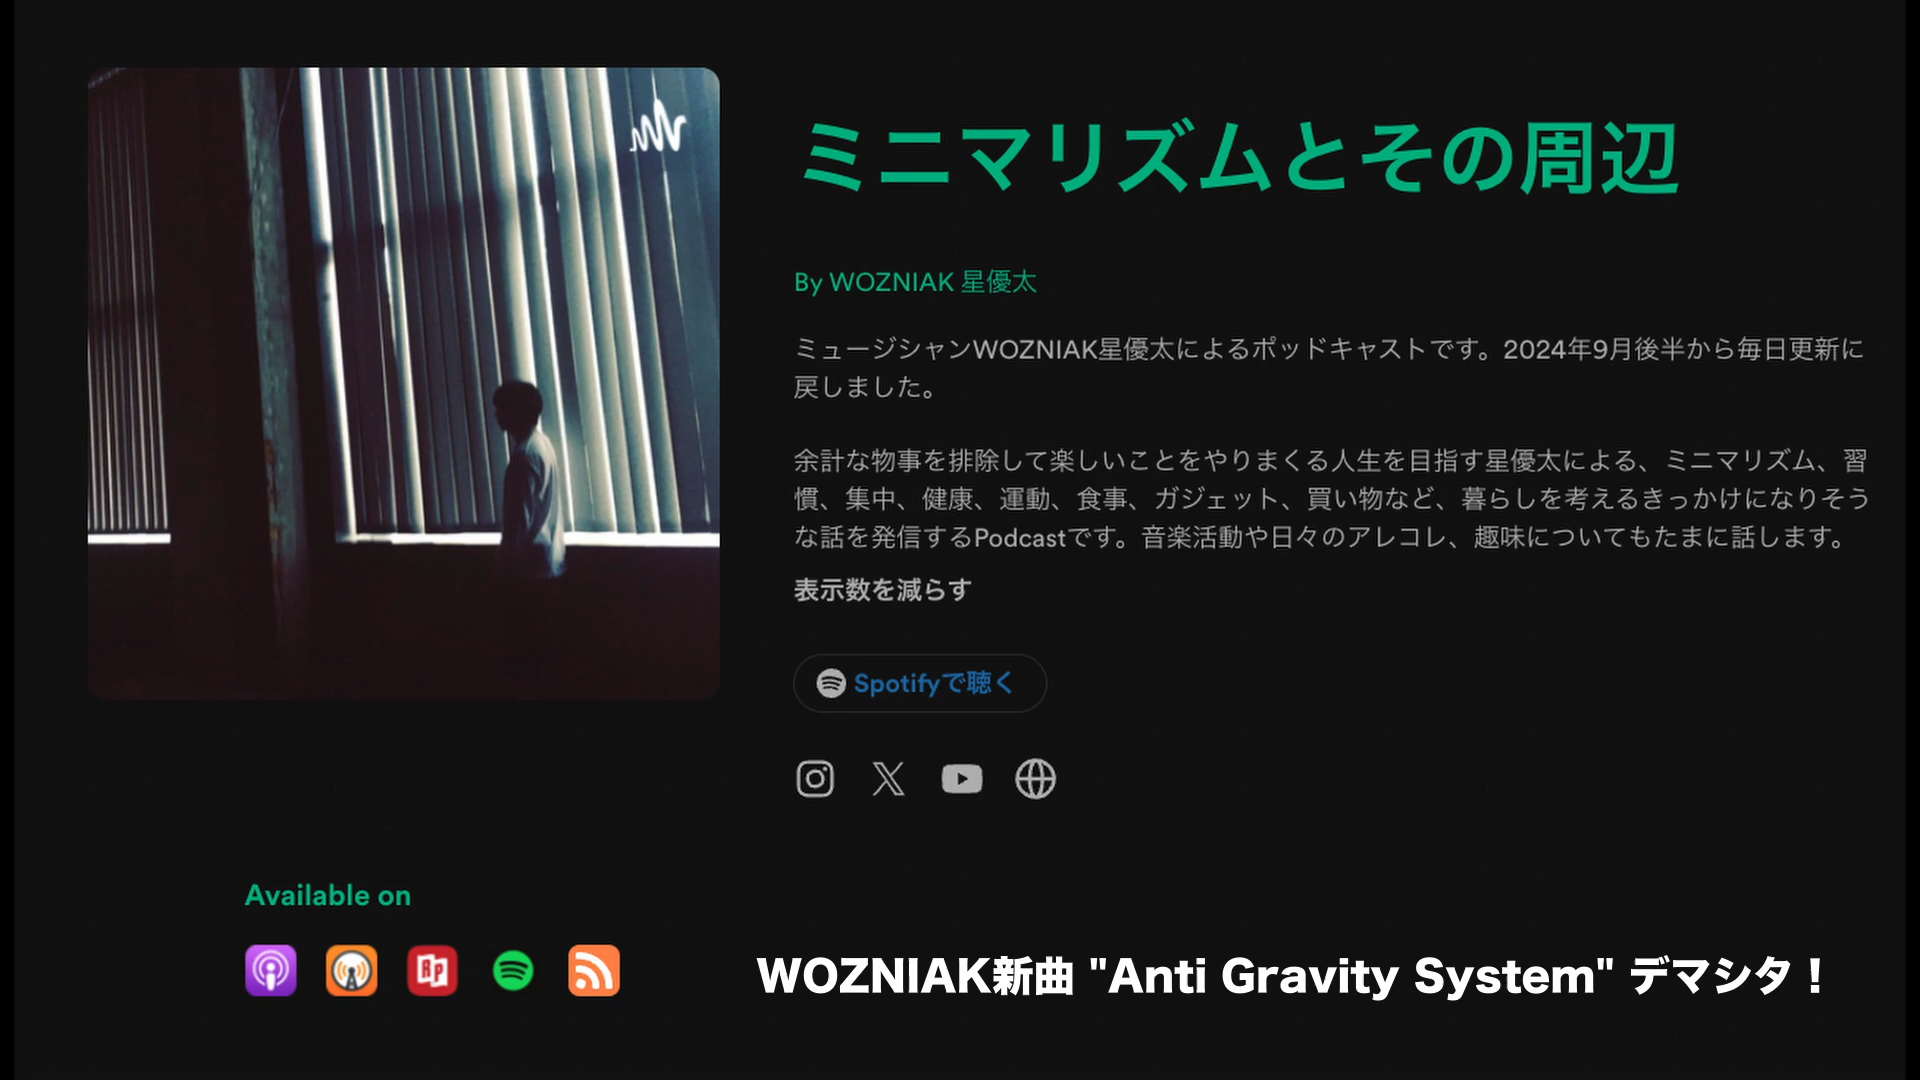 ミニマリズムとその周辺
By WOZNIAK 星優太
ミュージシャンWOZNIAK星優太によるポッドキャストです。2024年9月後半から毎日更新に
戻しました。
余計な物事を排除して楽しいことをやりまくる人生を目指す星優太による、ミニマリズム、習
慣、集中、健康、運動、食事、ガジェット、買い物など、暮らしを考えるきっかけになりそう
な話を発信するPodcastです。音楽活動や日々のアレコレ、趣味についてもたまに話します。
表示数を減らす
Spotifyで聴く
Available on
RP
WOZNIAK新曲 "Anti Gravity System" デマシタ！